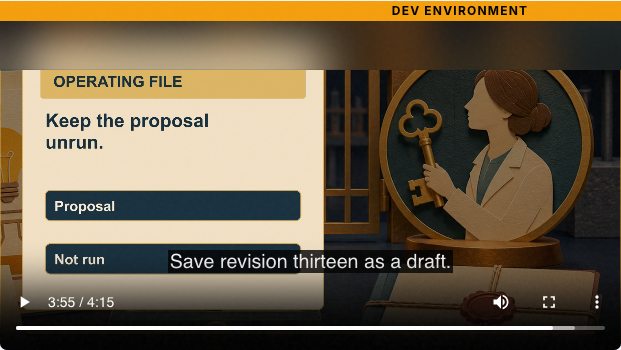 DEV ENVIRONMENT
OPERATING FILE
Keep the proposal
unrun.
Proposal
Not run
Save revision thirteen as a draft.
3:55 / 4:15